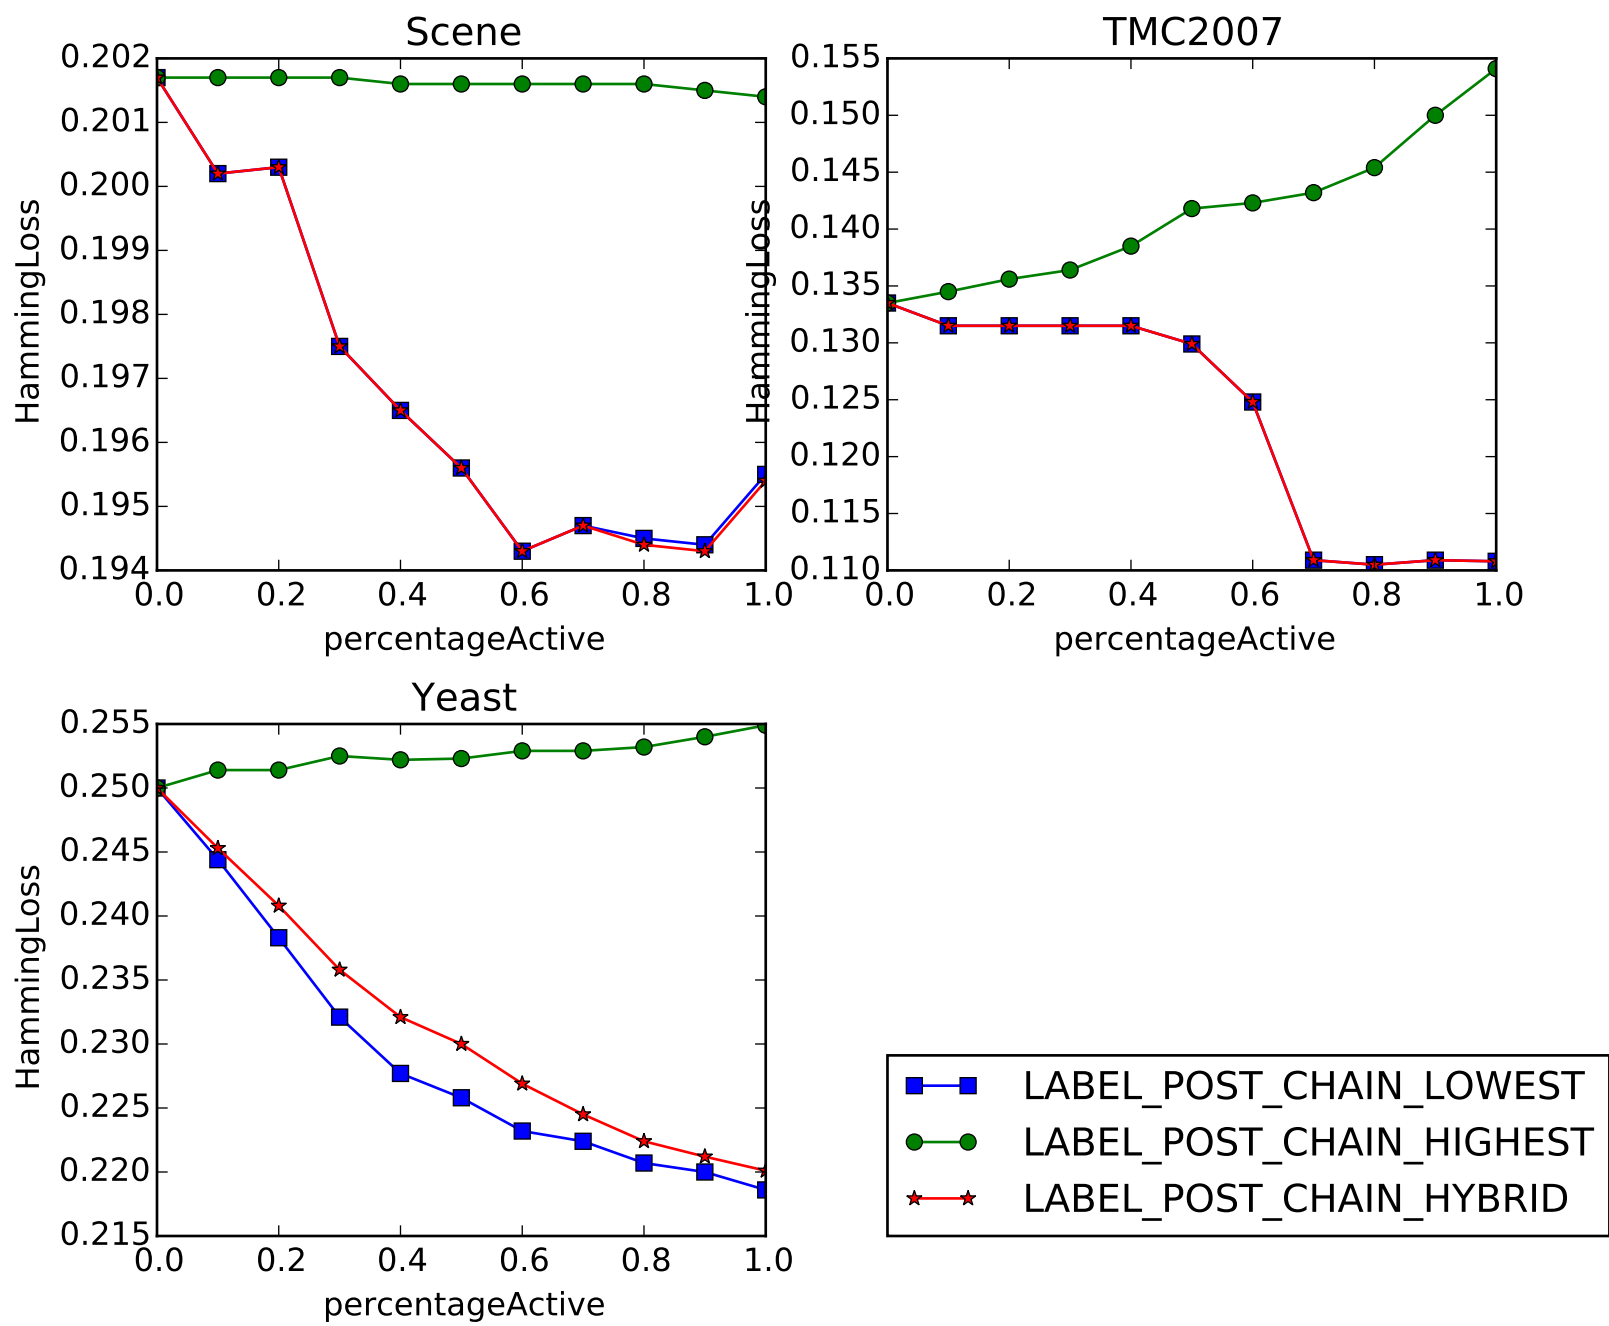 Scene
0.202
0.201
0.200
0.199
0.198
0.197
0.196
0.195
0.194
HammingLoss
0.0 0.2 0.4 0.6 0.8 1.0
percentageActive
TMC2007
0.155
0.150
0.145
0.140
0.135
0.130
0.125
0.120
0.115
0.110
HammingLoss
0.0 0.2 0.4 0.6 0.8 1.0
percentageActive
Yeast
0.255
0.250
0.245
0.240
0.235
0.230
0.225
0.220
0.215
HammingLoss
0.0 0.2 0.4 0.6 0.8 1.0
percentageActive
LABEL_POST_CHAIN_LOWEST
LABEL_POST_CHAIN_HIGHEST
LABEL_POST_CHAIN_HYBRID